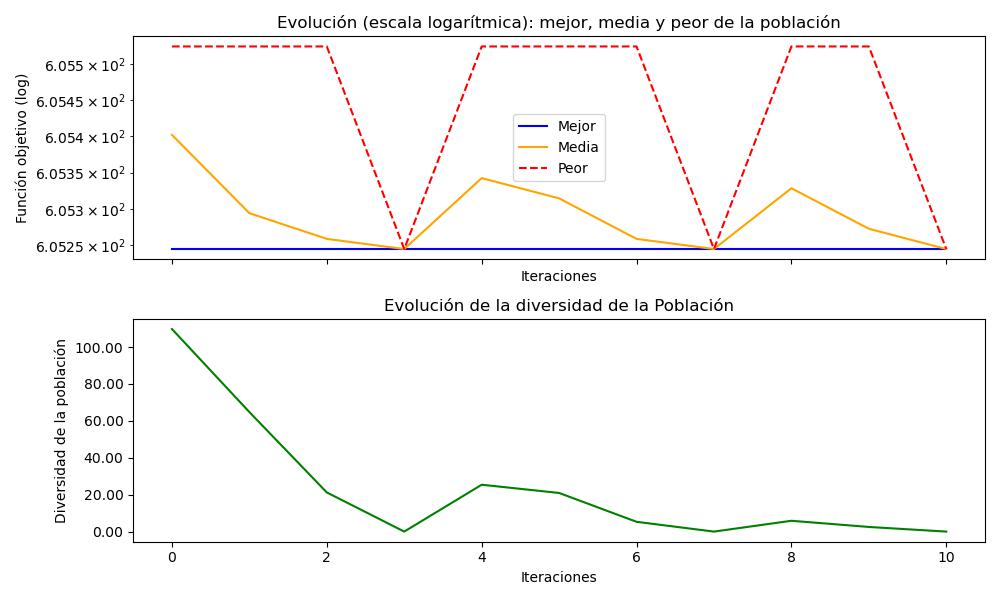 Evolución (escala logarítmica): mejor, media y peor de la población
Función objetivo (log)
6.055 × 10²
6.0545 × 10²
6.054 × 10²
6.0535 × 10²
6.053 × 10²
6.0525 × 10²
Mejor
Media
Peor
Iteraciones
Evolución de la diversidad de la Población
Diversidad de la población
100.00
80.00
60.00
40.00
20.00
0.00
0 2 4 6 8 10
Iteraciones